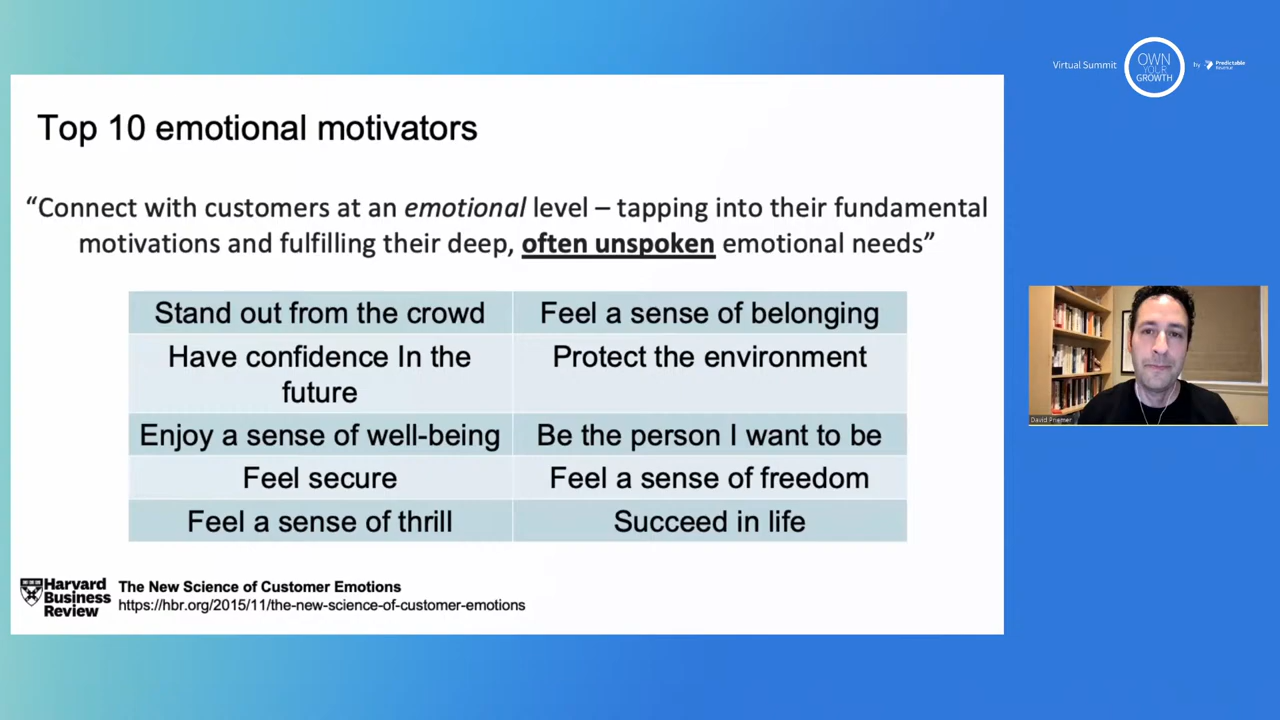 Virtual Summit
OWN
YOUR
GROWTH
by
Predictable
Revenue
Top 10 emotional motivators
“Connect with customers at an emotional level – tapping into their fundamental
motivations and fulfilling their deep, often unspoken emotional needs”
Stand out from the crowd
Feel a sense of belonging
Have confidence In the
future
Protect the environment
Enjoy a sense of well-being
Be the person I want to be
Feel secure
Feel a sense of freedom
Feel a sense of thrill
Succeed in life
Harvard
Business
Review
The New Science of Customer Emotions
https://hbr.org/2015/11/the-new-science-of-customer-emotions
David Priemer